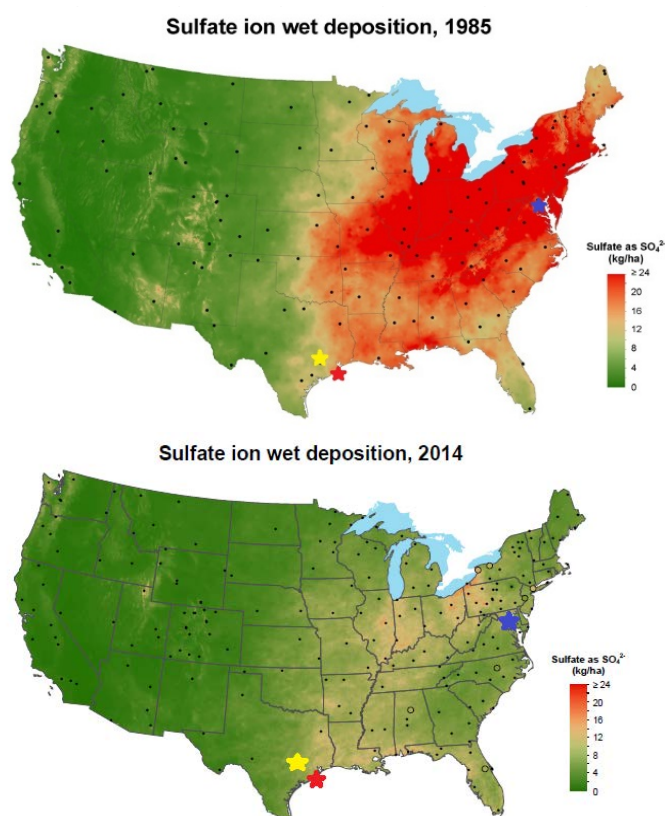 Sulfate ion wet deposition, 1985
Sulfate as SO₄²⁻
(kg/ha)
≥ 24
20
16
12
8
4
0
Sulfate ion wet deposition, 2014
Sulfate as SO₄²⁻
(kg/ha)
≥ 24
20
16
12
8
4
0